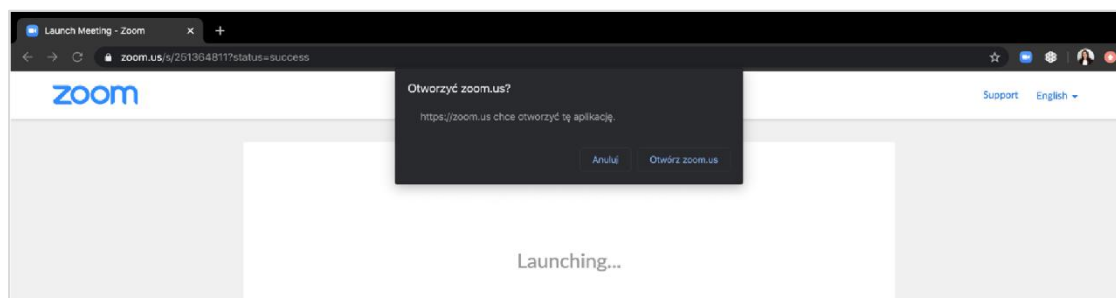 Launch Meeting - Zoom
zoom.us/s/251364811?status=success
zoom
Otworzyć zoom.us?
https://zoom.us chce otworzyć tę aplikację.
Anuluj Otwórz zoom.us
Support English
Launching...